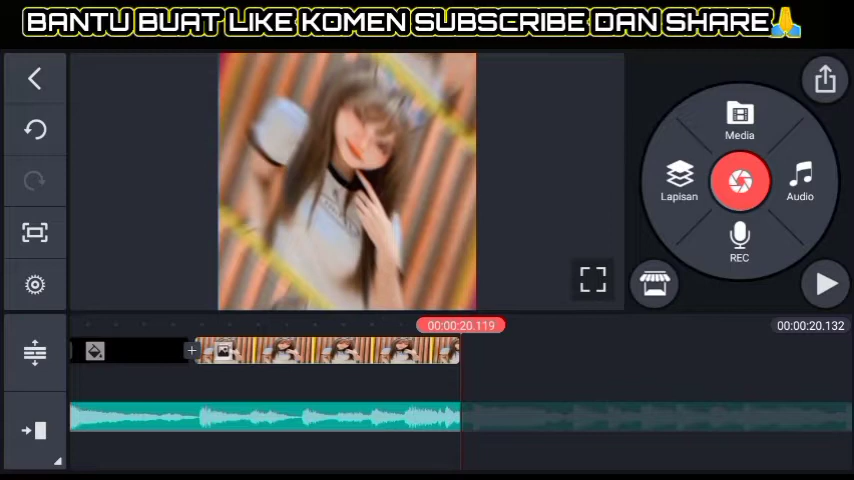 BANTU BUAT LIKE KOMEN SUBSCRIBE DAN SHARE🙏
Media
Lapisan
Audio
REC
00:00:20.119
00:00:20.132